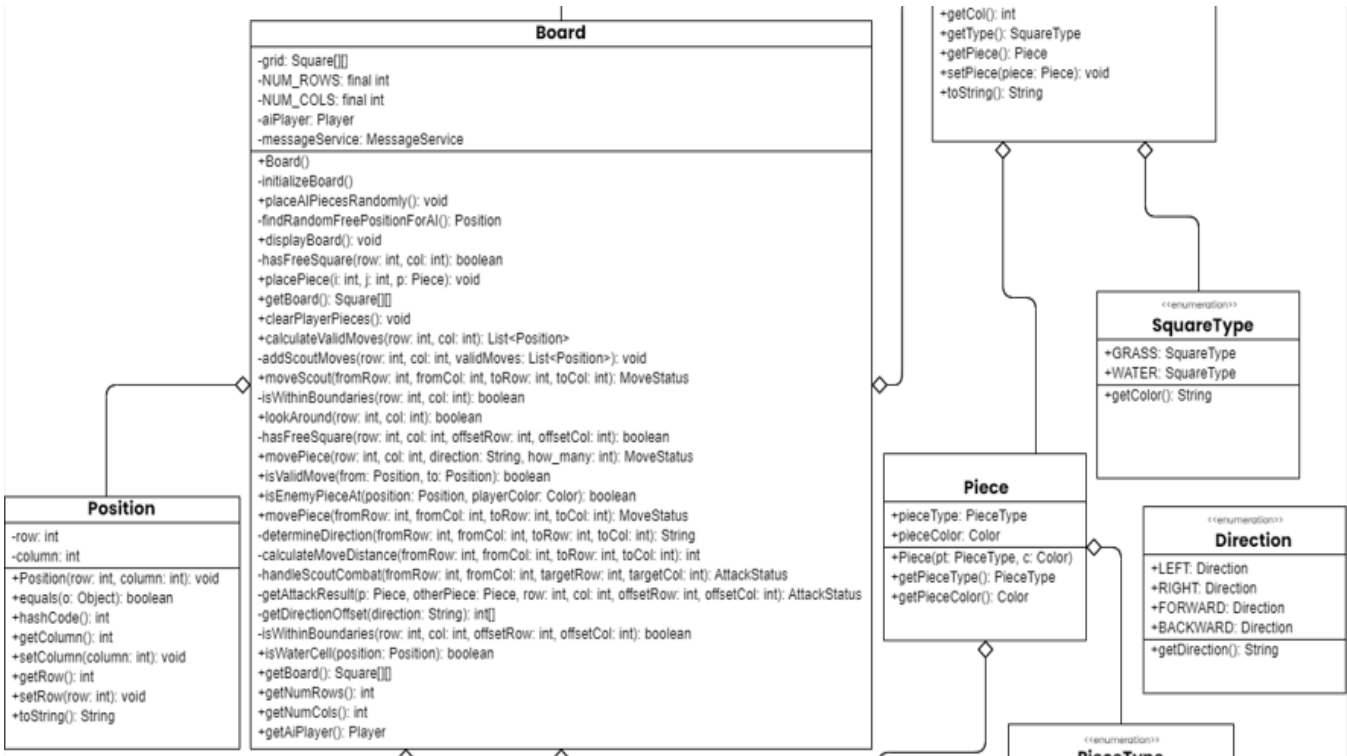 Board
-grid: Square[][]
-NUM_ROWS: final int
-NUM_COLS: final int
-aiPlayer: Player
-messageService: MessageService
+Board()
-initializeBoard()
+placeAIPiecesRandomly(): void
-findRandomFreePositionForAI(): Position
+displayBoard(): void
-hasFreeSquare(row: int, col: int): boolean
+placePiece(i: int, j: int, p: Piece): void
+getBoard(): Square[][]
+clearPlayerPieces(): void
+calculateValidMoves(row: int, col: int): List<Position>
-addScoutMoves(row: int, col: int, validMoves: List<Position>): void
+moveScout(fromRow: int, fromCol: int, toRow: int, toCol: int): MoveStatus
-isWithinBoundaries(row: int, col: int): boolean
+lookAround(row: int, col: int): boolean
-hasFreeSquare(row: int, col: int, offsetRow: int, offsetCol: int): boolean
+movePiece(row: int, col: int, direction: String, how_many: int): MoveStatus
+isValidMove(from: Position, to: Position): boolean
+isEnemyPieceAt(position: Position, playerColor: Color): boolean
+movePiece(fromRow: int, fromCol: int, toRow: int, toCol: int): MoveStatus
-determineDirection(fromRow: int, fromCol: int, toRow: int, toCol: int): String
-calculateMoveDistance(fromRow: int, fromCol: int, toRow: int, toCol: int): int
-handleScoutCombat(fromRow: int, fromCol: int, targetRow: int, targetCol: int): AttackStatus
-getAttackResult(p: Piece, otherPiece: Piece, row: int, col: int, offsetRow: int, offsetCol: int): AttackStatus
-getDirectionOffset(direction: String): int[]
-isWithinBoundaries(row: int, col: int, offsetRow: int, offsetCol: int): boolean
+isWaterCell(position: Position): boolean
+getBoard(): Square[][]
+getNumRows(): int
+getNumCols(): int
+getAiPlayer(): Player
+getCol(): int
+getType(): SquareType
+getPiece(): Piece
+setPiece(piece: Piece): void
+toString(): String
<<enumeration>>
SquareType
+GRASS: SquareType
+WATER: SquareType
+getColor(): String
Position
-row: int
-column: int
+Position(row: int, column: int): void
+equals(o: Object): boolean
+hashCode(): int
+getColumn(): int
+setColumn(column: int): void
+getRow(): int
+setRow(row: int): void
+toString(): String
Piece
+pieceType: PieceType
+pieceColor: Color
+Piece(pt: PieceType, c: Color)
+getPieceType(): PieceType
+getPieceColor(): Color
<<enumeration>>
Direction
+LEFT: Direction
+RIGHT: Direction
+FORWARD: Direction
+BACKWARD: Direction
+getDirection(): String
<<enumeration>>
PieceType